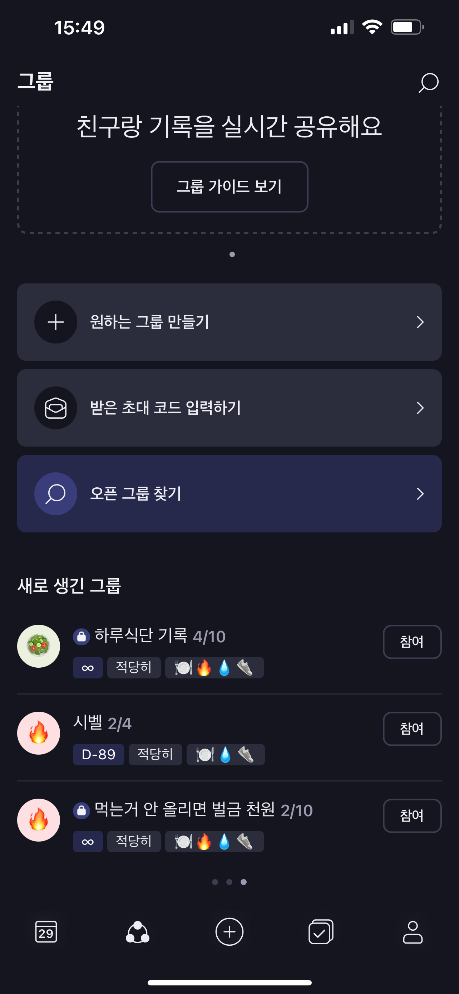 15:49
그룹
친구랑 기록을 실시간 공유해요
그룹 가이드 보기
원하는 그룹 만들기
받은 초대 코드 입력하기
오픈 그룹 찾기
새로 생긴 그룹
하루식단 기록 4/10
참여
∞ 적당히
시벨 2/4
참여
D-89 적당히
먹는거 안 올리면 벌금 천원 2/10
참여
∞ 적당히
29